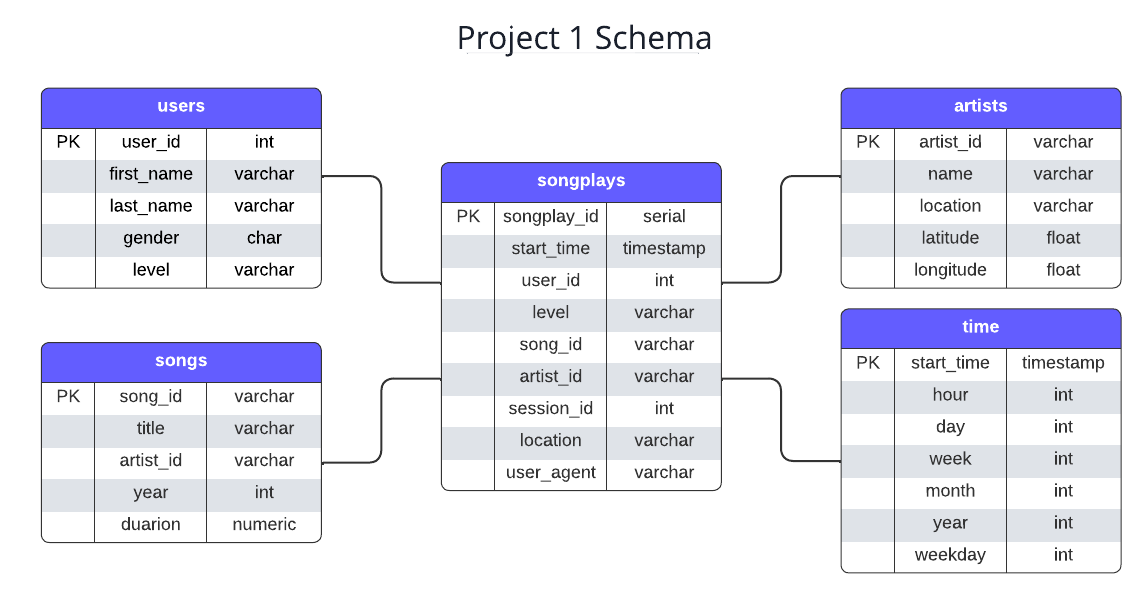 Project 1 Schema
users
PK user_id int
first_name varchar
last_name varchar
gender char
level varchar
songs
PK song_id varchar
title varchar
artist_id varchar
year int
duarion numeric
songplays
PK songplay_id serial
start_time timestamp
user_id int
level varchar
song_id varchar
artist_id varchar
session_id int
location varchar
user_agent varchar
artists
PK artist_id varchar
name varchar
location varchar
latitude float
longitude float
time
PK start_time timestamp
hour int
day int
week int
month int
year int
weekday int